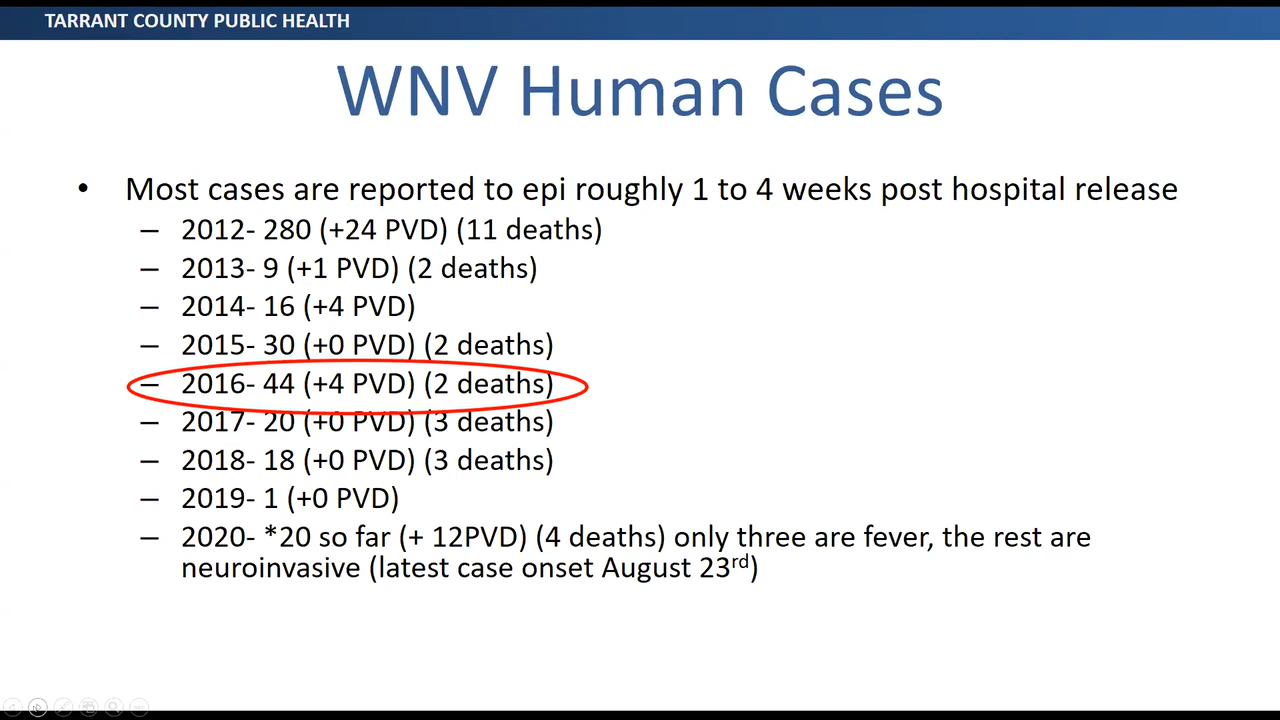 TARRANT COUNTY PUBLIC HEALTH
WNV Human Cases
• Most cases are reported to epi roughly 1 to 4 weeks post hospital release
– 2012- 280 (+24 PVD) (11 deaths)
– 2013- 9 (+1 PVD) (2 deaths)
– 2014- 16 (+4 PVD)
– 2015- 30 (+0 PVD) (2 deaths)
– 2016- 44 (+4 PVD) (2 deaths)
– 2017- 20 (+0 PVD) (3 deaths)
– 2018- 18 (+0 PVD) (3 deaths)
– 2019- 1 (+0 PVD)
– 2020- *20 so far (+ 12PVD) (4 deaths) only three are fever, the rest are
neuroinvasive (latest case onset August 23rd)